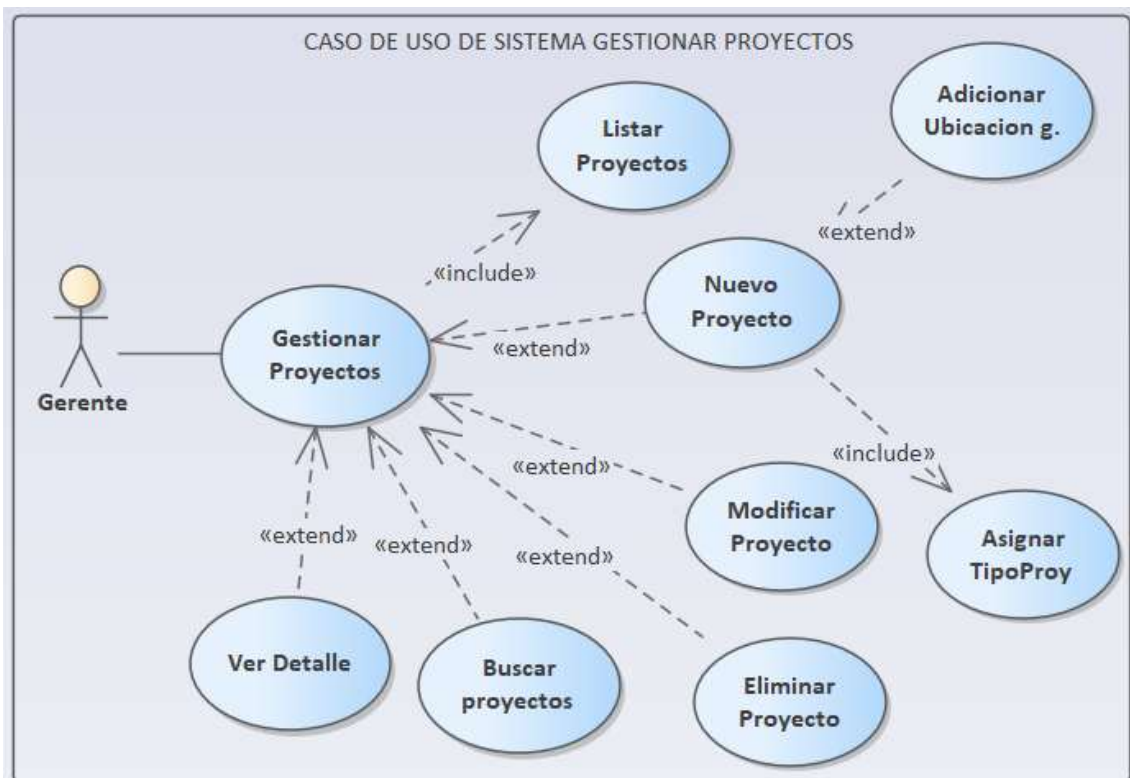 CASO DE USO DE SISTEMA GESTIONAR PROYECTOS
Adicionar
Ubicacion g.
Listar
Proyectos
«extend»
«include»
Nuevo
Proyecto
Gestionar
Proyectos
«extend»
Gerente
«include»
«extend»
Modificar
Proyecto
Asignar
TipoProy
«extend»
«extend»
«extend»
Ver Detalle
Buscar
proyectos
Eliminar
Proyecto